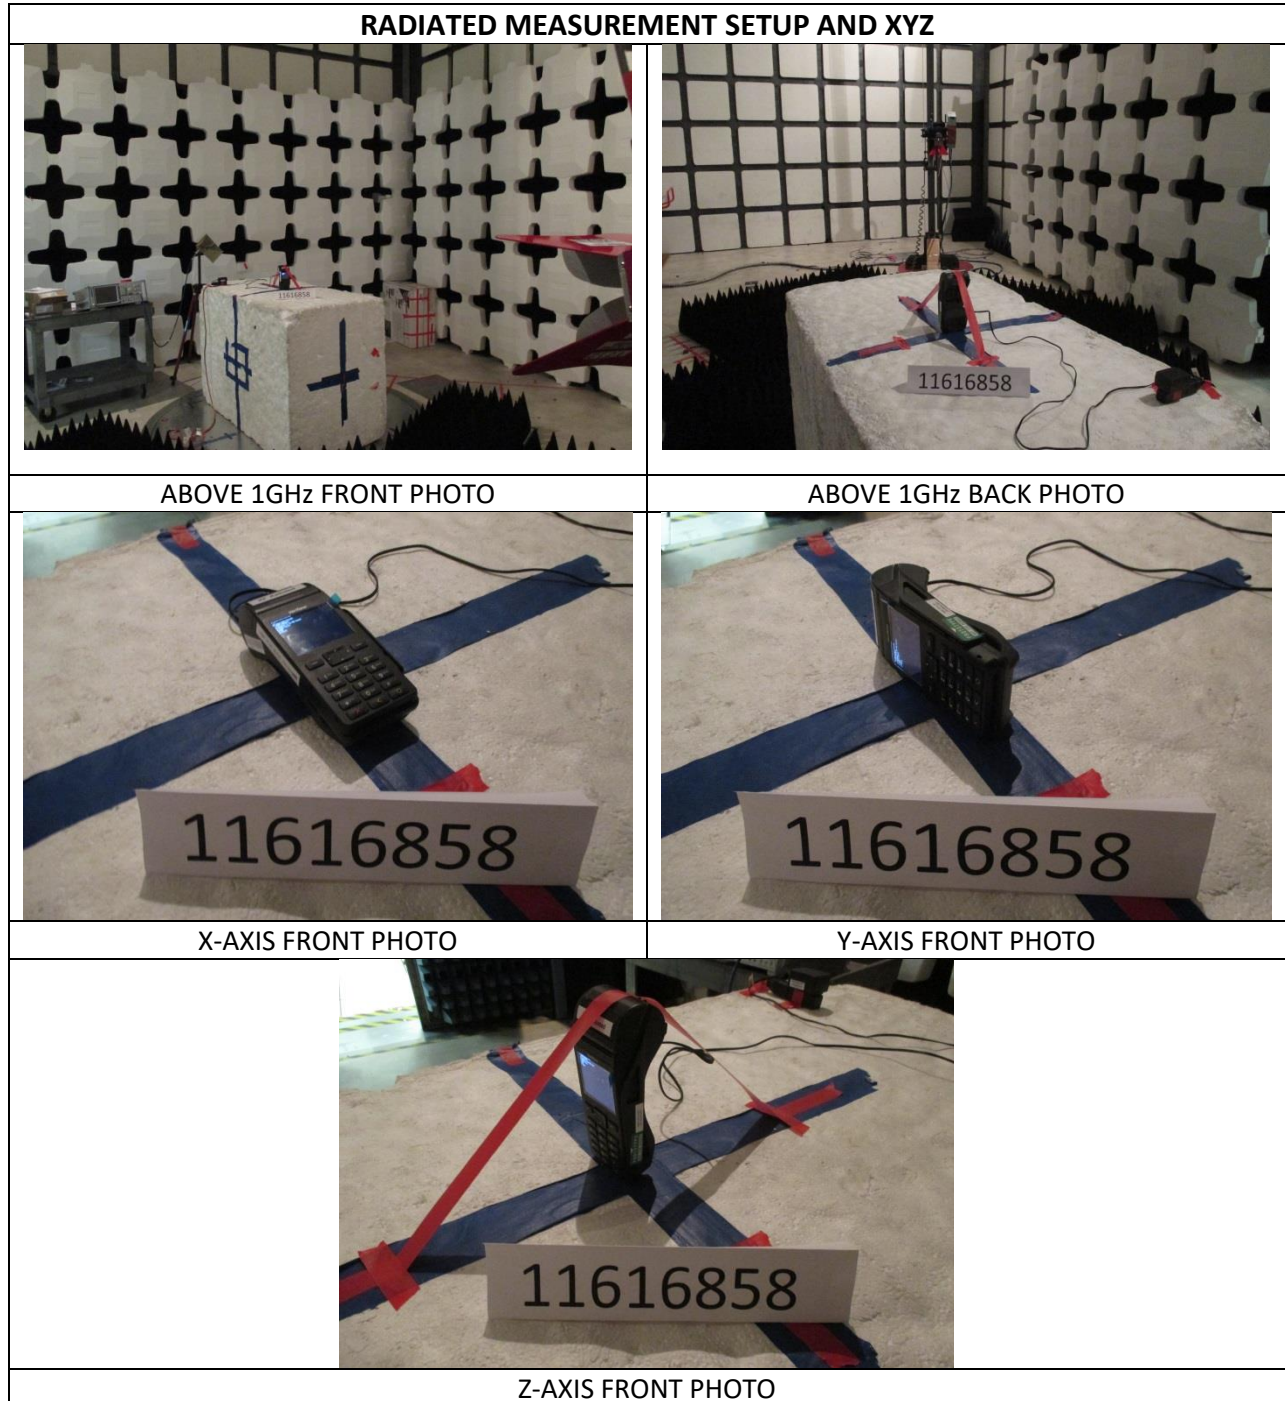 RADIATED MEASUREMENT SETUP AND XYZ
11616858
11616858
ABOVE 1GHz FRONT PHOTO
ABOVE 1GHz BACK PHOTO
11616858
11616858
X-AXIS FRONT PHOTO
Y-AXIS FRONT PHOTO
11616858
Z-AXIS FRONT PHOTO